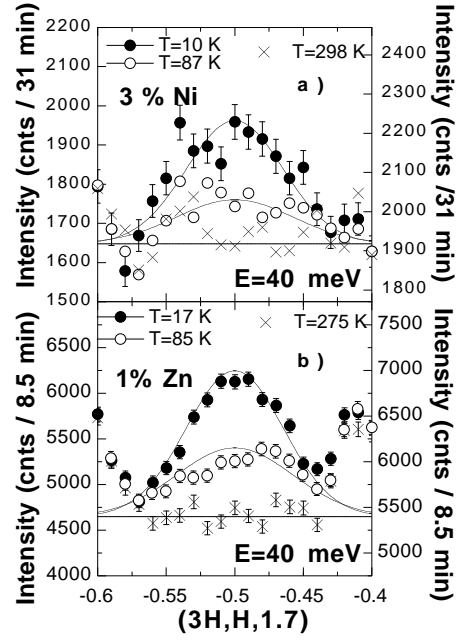 2200
2100
2000
1900
1800
1700
1600
1500
Intensity (cnts / 31 min)
T=10 K
T=87 K
T=298 K
3 % Ni
a )
E=40 meV
2400
2300
2200
2100
2000
1900
1800
Intensity (cnts /31 min)
6500
6000
5500
5000
4500
4000
Intensity (cnts / 8.5 min)
T=17 K
T=85 K
T=275 K
1% Zn
b )
E=40 meV
7500
7000
6500
6000
5500
5000
Intensity (cnts / 8.5 min)
-0.6
-0.55
-0.5
-0.45
-0.4
(3H,H,1.7)